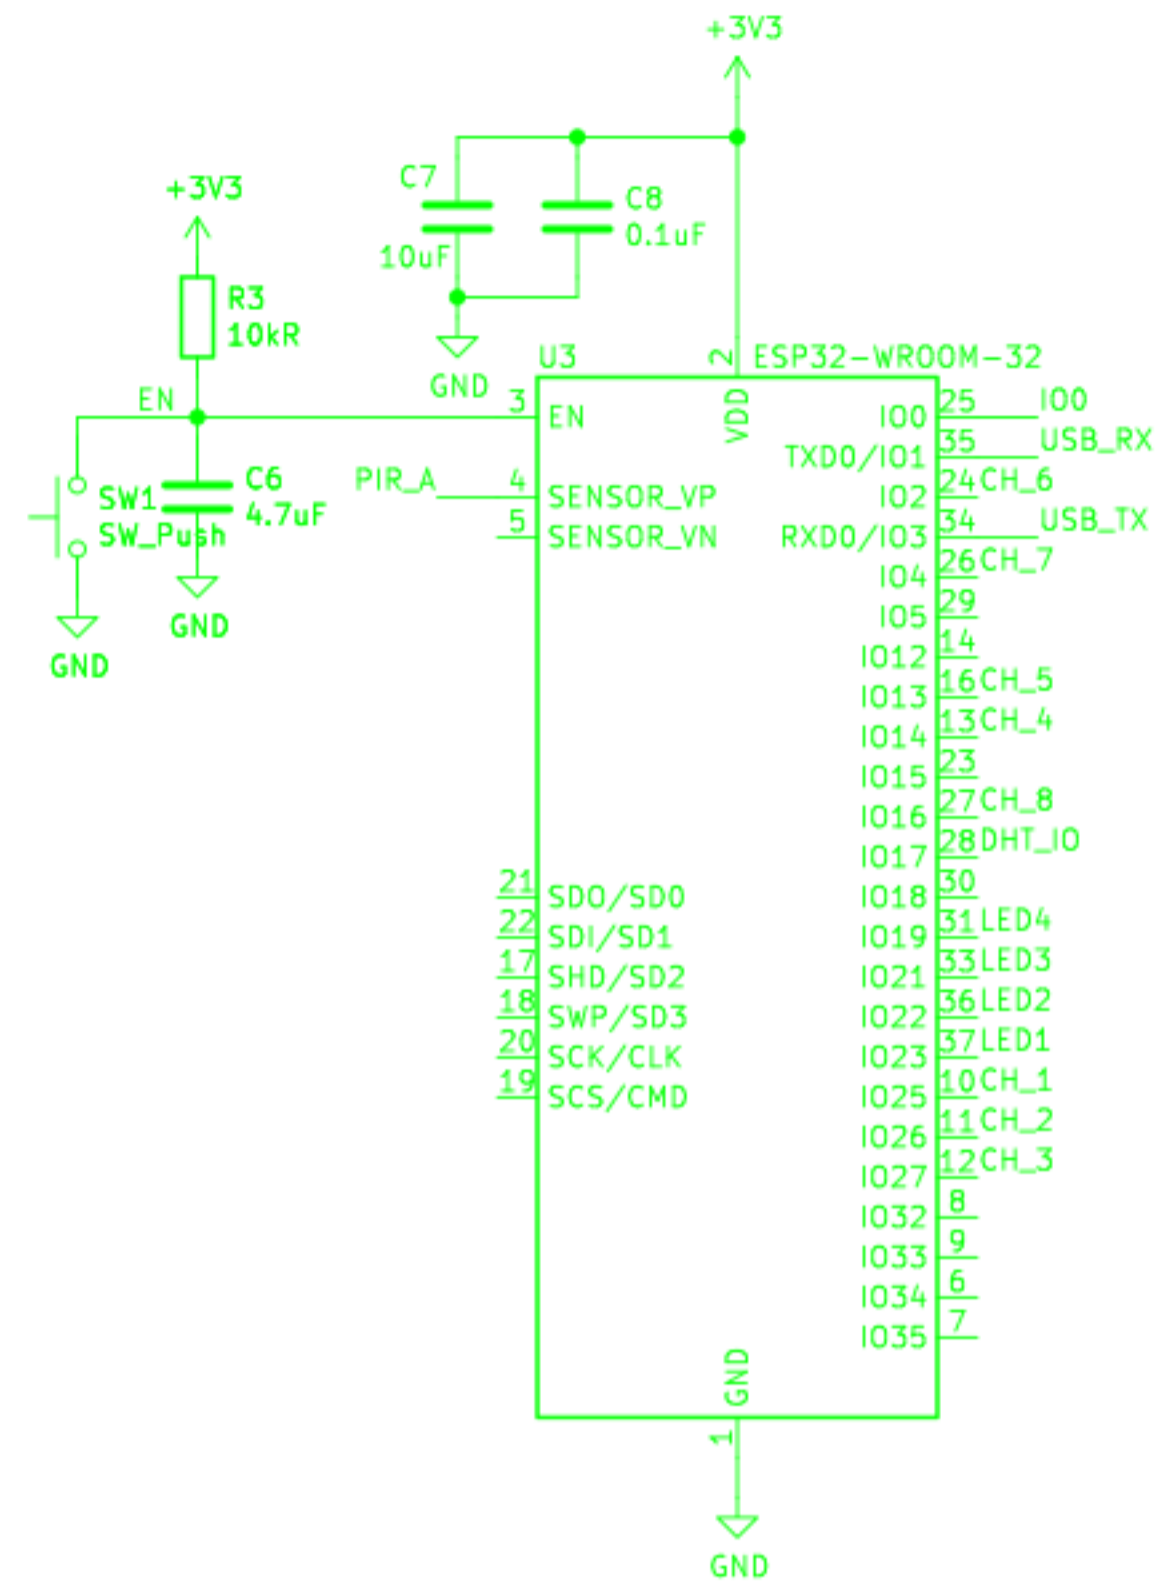 +3V3
C7
10uF
C8
0.1uF
GND
+3V3
R3
10kR
EN
SW1
SW_Push
C6
4.7uF
GND
GND
U3
2
ESP32-WROOM-32
VDD
3 EN
PIR_A 4 SENSOR_VP
5 SENSOR_VN
21 SDO/SD0
22 SDI/SD1
17 SHD/SD2
18 SWP/SD3
20 SCK/CLK
19 SCS/CMD
IO0 25 IO0
TXD0/IO1 35 USB_RX
IO2 24 CH_6
RXD0/IO3 34 USB_TX
IO4 26 CH_7
IO5 29
IO12 14
IO13 16 CH_5
IO14 13 CH_4
IO15 23
IO16 27 CH_8
IO17 28 DHT_IO
IO18 30
IO19 31 LED4
IO21 33 LED3
IO22 36 LED2
IO23 37 LED1
IO25 10 CH_1
IO26 11 CH_2
IO27 12 CH_3
IO32 8
IO33 9
IO34 6
IO35 7
GND
1
GND